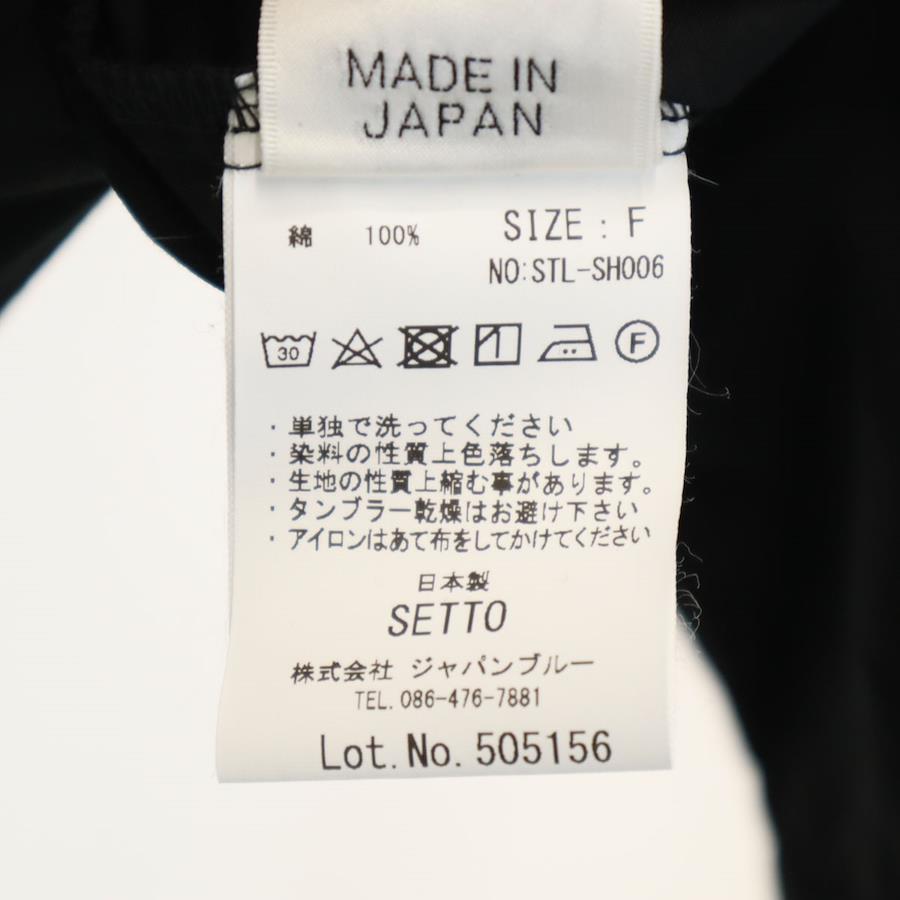 MADE IN
JAPAN
綿 100% SIZE : F
NO:STL-SH006
30 F
・単独で洗ってください
・染料の性質上色落ちします。
・生地の性質上縮む事があります。
・タンブラー乾燥はお避け下さい
・アイロンはあて布をしてかけてください
日本製
SETTO
株式会社 ジャパンブルー
TEL. 086-476-7881
Lot.No. 505156